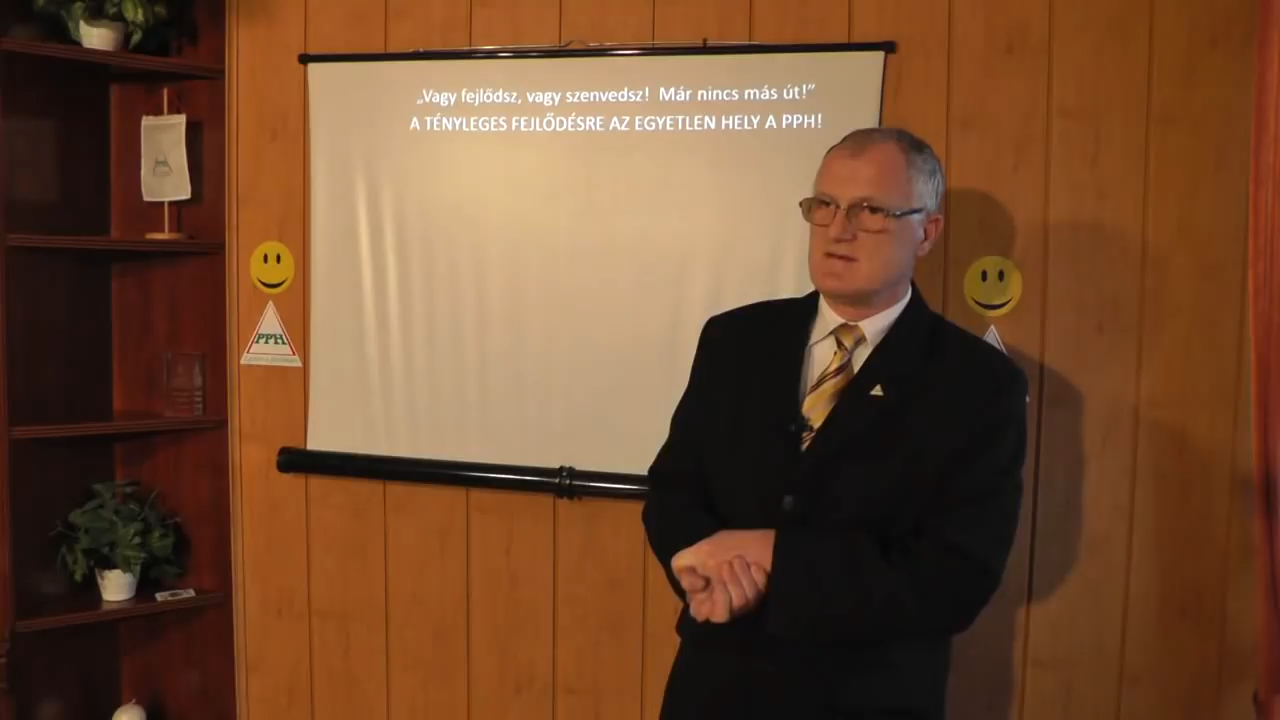 „Vagy fejlődsz, vagy szenvedsz! Már nincs más út!”
A TÉNYLEGES FEJLŐDÉSRE AZ EGYETLEN HELY A PPH!
PPH